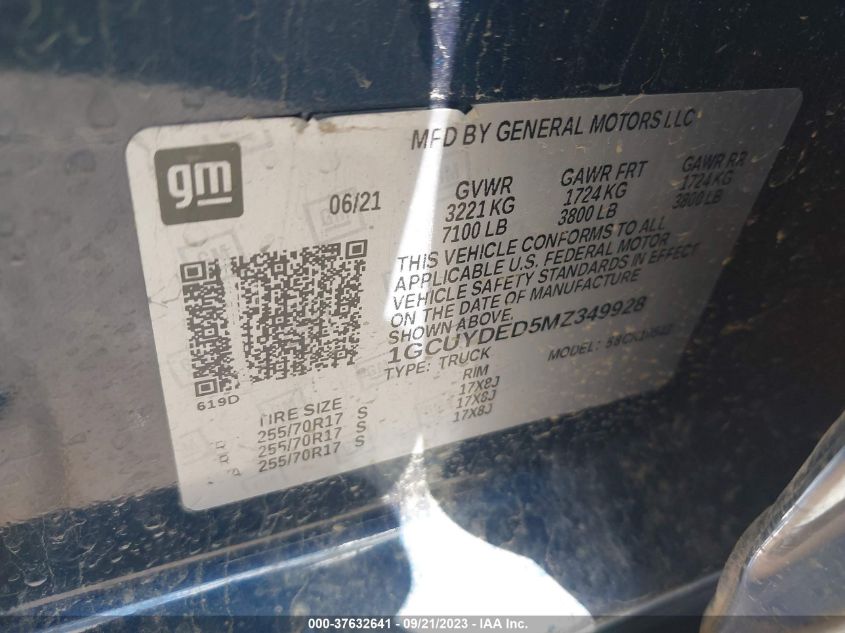 MFD BY GENERAL MOTORS LLC
gm
06/21
GVWR GAWR FRT GAWR RR
3221 KG 1724 KG 1724 KG
7100 LB 3800 LB 3800 LB
THIS VEHICLE CONFORMS TO ALL
APPLICABLE U.S. FEDERAL MOTOR
VEHICLE SAFETY STANDARDS IN EFFECT
ON THE DATE OF MANUFACTURE
SHOWN ABOVE.
1GCUYDED5MZ349928
TYPE: TRUCK MODEL:
619D
TIRE SIZE RIM
255/70R17 S 17X8J
255/70R17 S 17X8J
255/70R17 S 17X8J
000-37632641 - 09/21/2023 - IAA Inc.